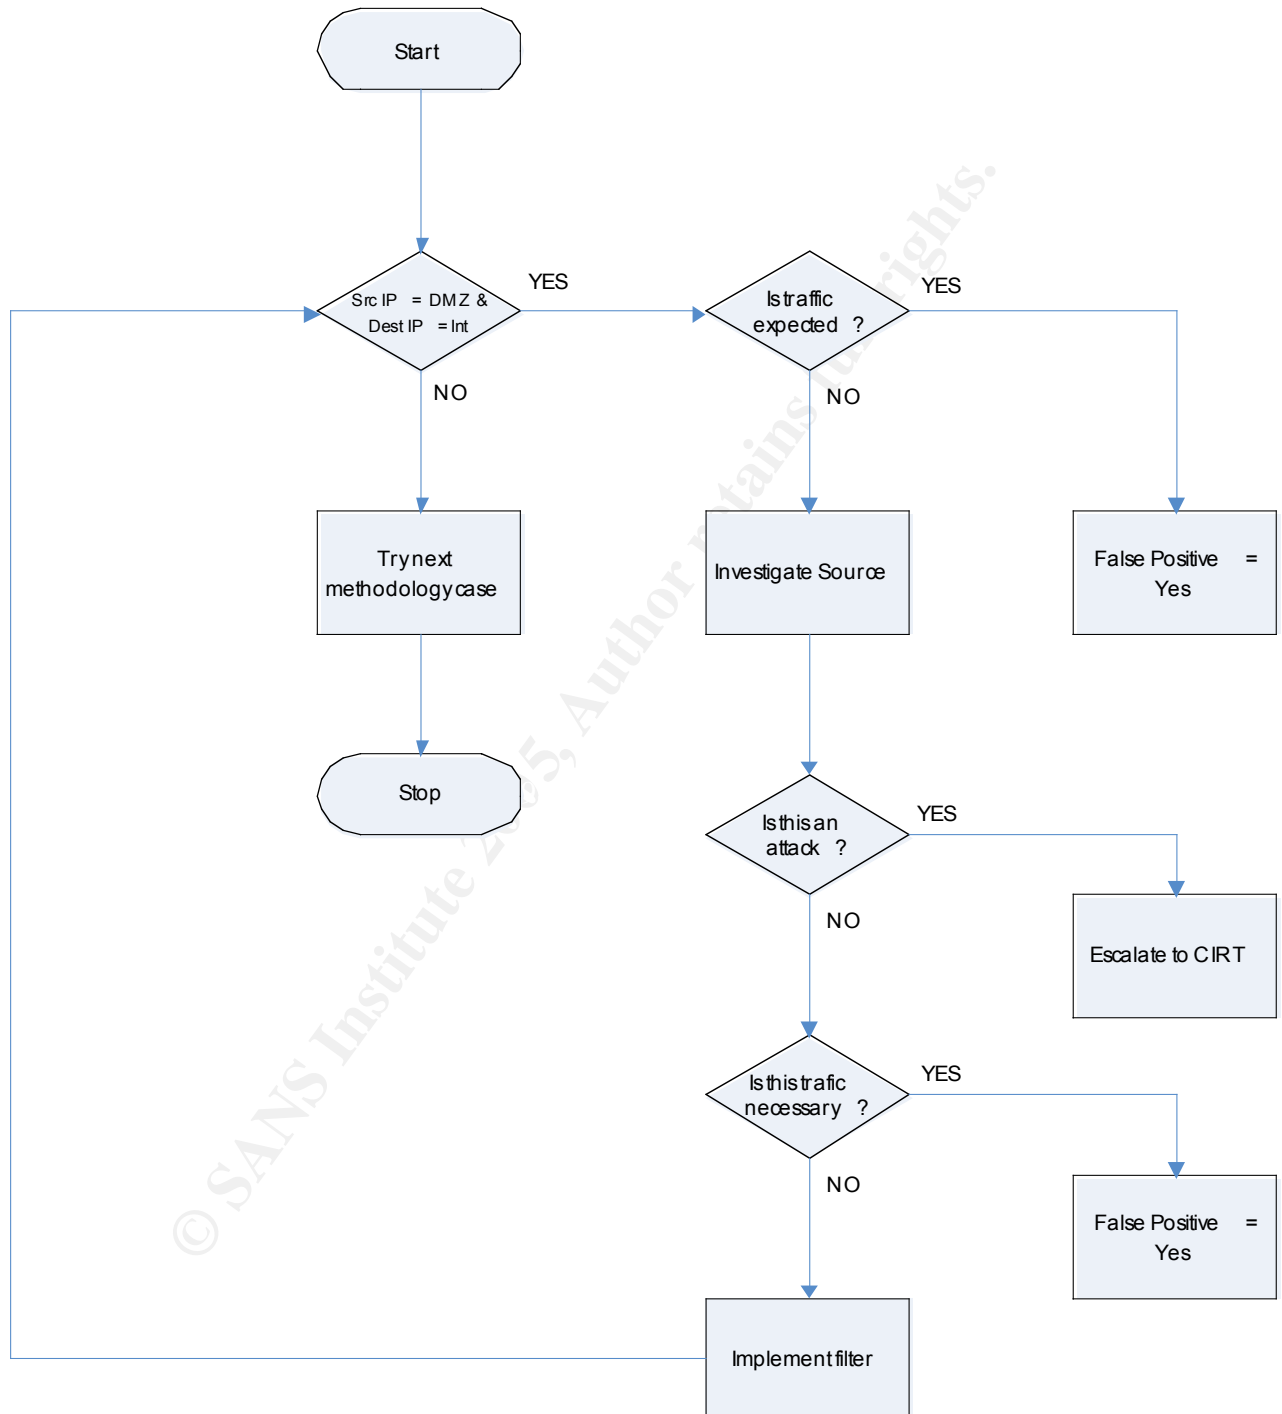 Start
Src IP = DMZ &
Dest IP = Int
YES
NO
Is traffic
expected ?
YES
NO
Try next
methodology case
Investigate Source
False Positive =
Yes
Stop
Is this an
attack ?
YES
NO
Escalate to CIRT
Is this trafic
necessary ?
YES
NO
False Positive =
Yes
Implement filter
© SANS Institute 2005, Author retains full rights.